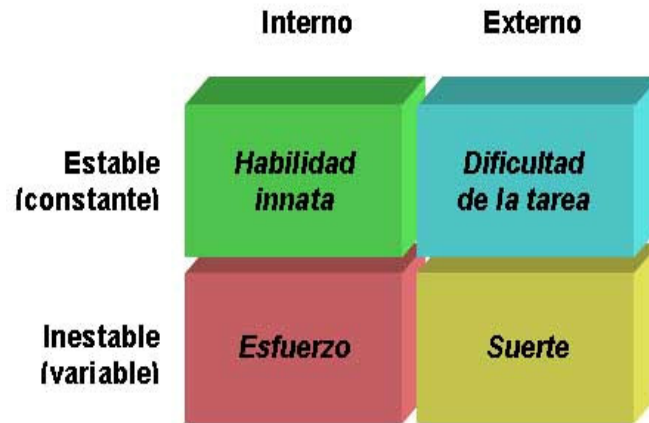 Interno Externo
Estable
(constante)
Habilidad
innata
Dificultad
de la tarea
Inestable
(variable)
Esfuerzo
Suerte